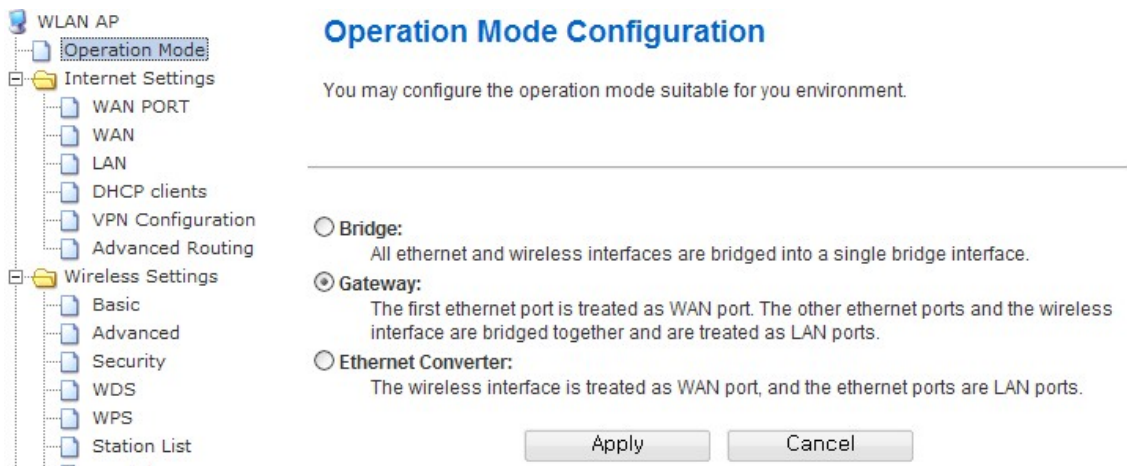 WLAN AP
Operation Mode
Internet Settings
WAN PORT
WAN
LAN
DHCP clients
VPN Configuration
Advanced Routing
Wireless Settings
Basic
Advanced
Security
WDS
WPS
Station List
Operation Mode Configuration
You may configure the operation mode suitable for you environment.
Bridge:
All ethernet and wireless interfaces are bridged into a single bridge interface.
Gateway:
The first ethernet port is treated as WAN port. The other ethernet ports and the wireless
interface are bridged together and are treated as LAN ports.
Ethernet Converter:
The wireless interface is treated as WAN port, and the ethernet ports are LAN ports.
Apply
Cancel